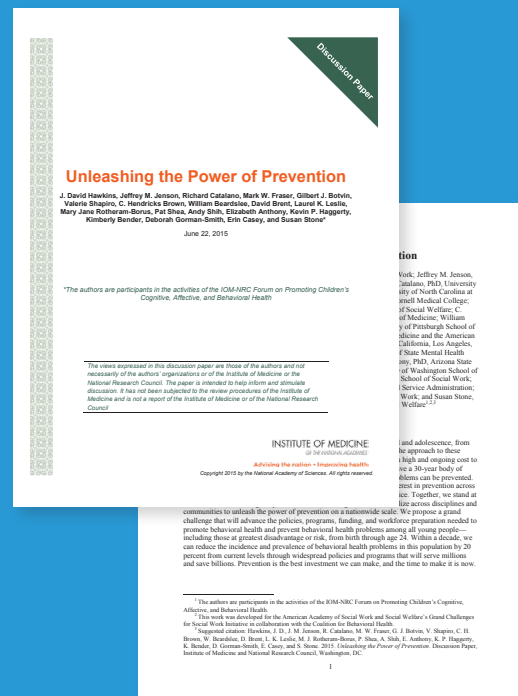 Discussion Paper
Unleashing the Power of Prevention
J. David Hawkins, Jeffrey M. Jenson, Richard Catalano, Mark W. Fraser, Gilbert J. Botvin,
Valerie Shapiro, C. Hendricks Brown, William Beardslee, David Brent, Laurel K. Leslie,
Mary Jane Rotheram-Borus, Pat Shea, Andy Shih, Elizabeth Anthony, Kevin P. Haggerty,
Kimberly Bender, Deborah Gorman-Smith, Erin Casey, and Susan Stone*
June 22, 2015
*The authors are participants in the activities of the IOM-NRC Forum on Promoting Children's
Cognitive, Affective, and Behavioral Health
The views expressed in this discussion paper are those of the authors and not
necessarily of the authors' organizations or of the Institute of Medicine or the
National Research Council. The paper is intended to help inform and stimulate
discussion. It has not been subjected to the review procedures of the Institute of
Medicine and is not a report of the Institute of Medicine or of the National Research
Council
INSTITUTE OF MEDICINE
OF THE NATIONAL ACADEMIES
Advising the nation • Improving health
Copyright 2015 by the National Academy of Sciences. All rights reserved.
tion
Work; Jeffrey M. Jenson,
Catalano, PhD, University
sity of North Carolina at
ornell Medical College;
of Social Welfare; C.
of Medicine; William
y of Pittsburgh School of
edicine and the American
California, Los Angeles,
f State Mental Health
ony, PhD, Arizona State
of Washington School of
School of Social Work;
l Service Administration;
Work; and Susan Stone,
Welfare1,2,3
l and adolescence, from
he approach to these
high and ongoing cost to
ve a 30-year body of
blems can be prevented.
erest in prevention across
ice. Together, we stand at
lize across disciplines and
communities to unleash the power of prevention on a nationwide scale. We propose a grand
challenge that will advance the policies, programs, funding, and workforce preparation needed to
promote behavioral health and prevent behavioral health problems among all young people—
including those at greatest disadvantage or risk, from birth through age 24. Within a decade, we
can reduce the incidence and prevalence of behavioral health problems in this population by 20
percent from current levels through widespread policies and programs that will serve millions
and save billions. Prevention is the best investment we can make, and the time to make it is now.
1 The authors are participants in the activities of the IOM-NRC Forum on Promoting Children's Cognitive,
Affective, and Behavioral Health.
2 This work was developed for the American Academy of Social Work and Social Welfare's Grand Challenges
for Social Work Initiative in collaboration with the Coalition for Behavioral Health.
3 Suggested citation: Hawkins, J. D., J. M. Jenson, R. Catalano, M. W. Fraser, G. J. Botvin, V. Shapiro, C. H.
Brown, W. Beardslee, D. Brent, L. K. Leslie, M. J. Rotheram-Borus, P. Shea, A. Shih, E. Anthony, K. P. Haggerty,
K. Bender, D. Gorman-Smith, E. Casey, and S. Stone. 2015. Unleashing the Power of Prevention. Discussion Paper,
Institute of Medicine and National Research Council, Washington, DC.
1